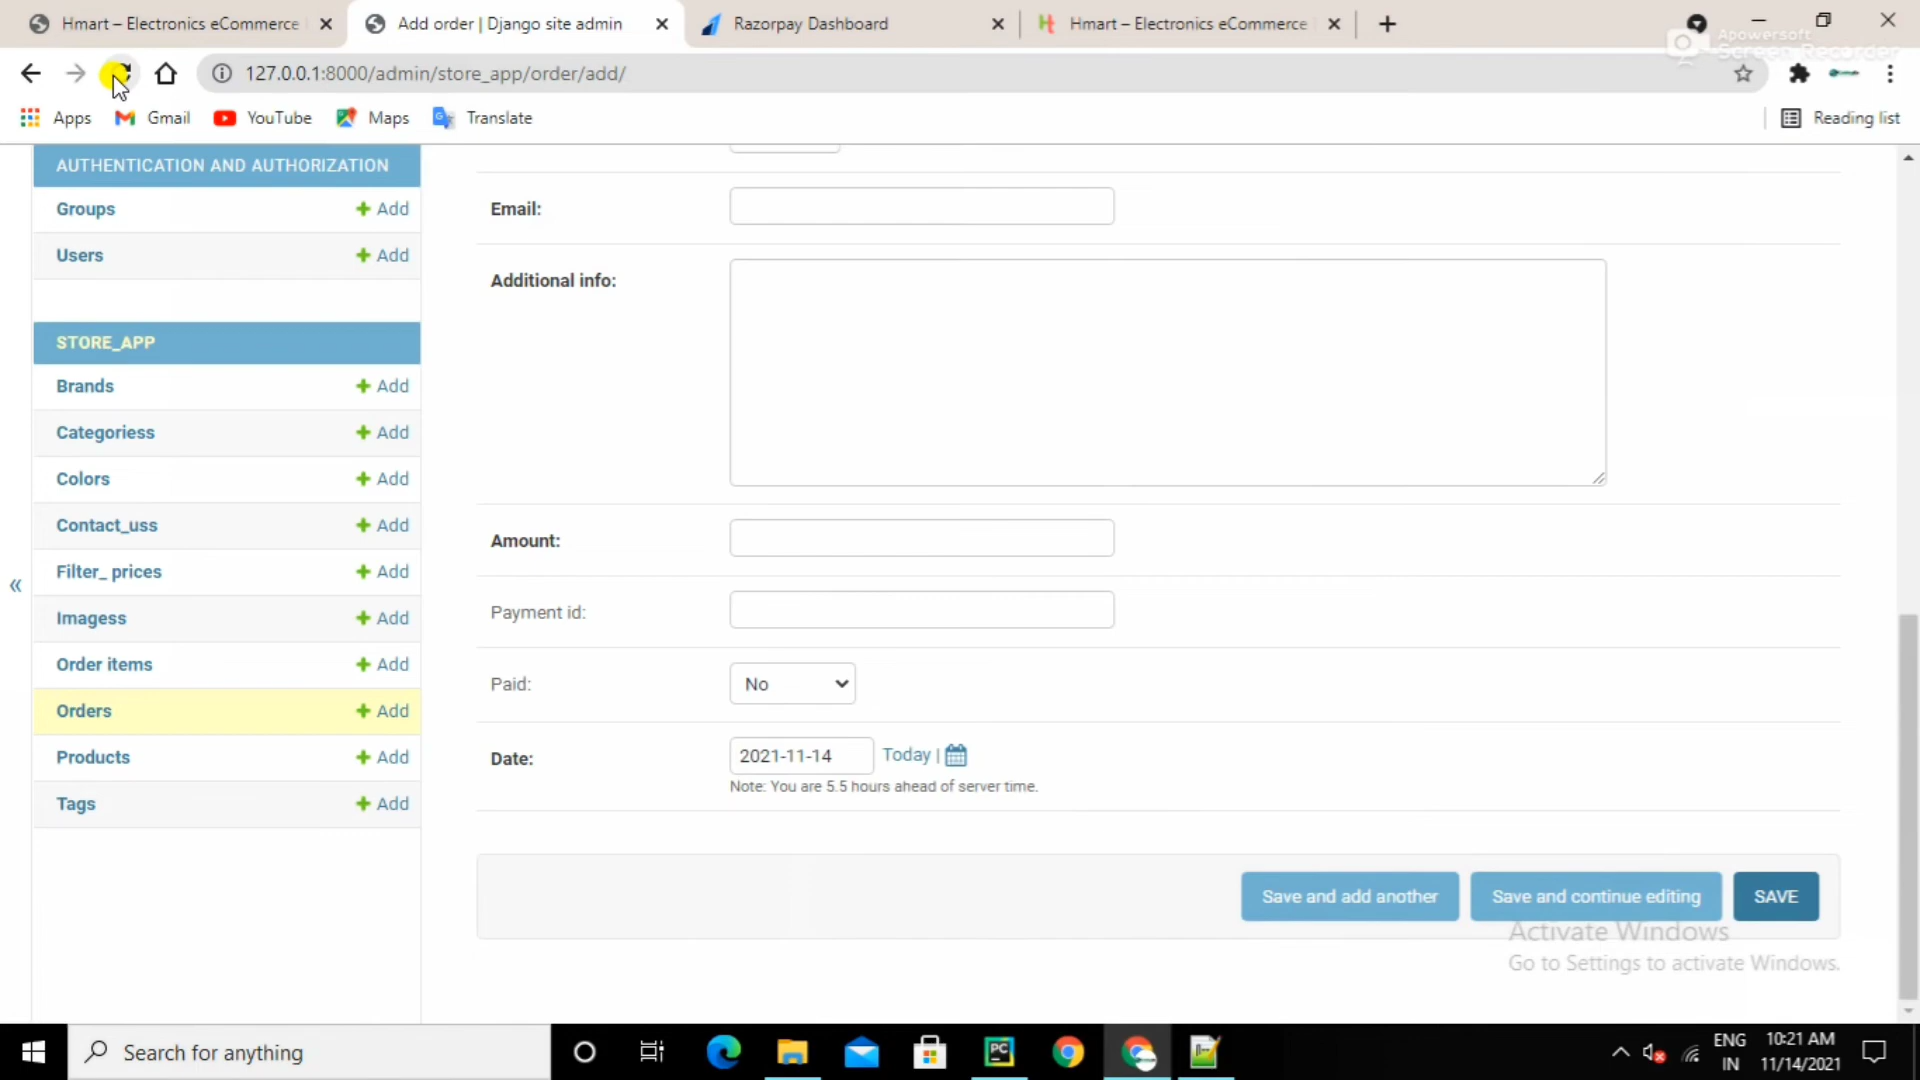 Hmart – Electronics eCommerce
Add order | Django site admin
Razorpay Dashboard
Hmart – Electronics eCommerce
Apowersoft
Screen Recorder
127.0.0.1:8000/admin/store_app/order/add/
Apps
Gmail
YouTube
Maps
Translate
Reading list
AUTHENTICATION AND AUTHORIZATION
Groups + Add
Users + Add
STORE_APP
Brands + Add
Categoriess + Add
Colors + Add
Contact_uss + Add
Filter_ prices + Add
Imagess + Add
Order items + Add
Orders + Add
Products + Add
Tags + Add
«
Email:
Additional info:
Amount:
Payment id:
Paid: No
Date: 2021-11-14 Today |
Note: You are 5.5 hours ahead of server time.
Save and add another
Save and continue editing
SAVE
Activate Windows
Go to Settings to activate Windows.
Search for anything
PC
ENG
IN
10:21 AM
11/14/2021